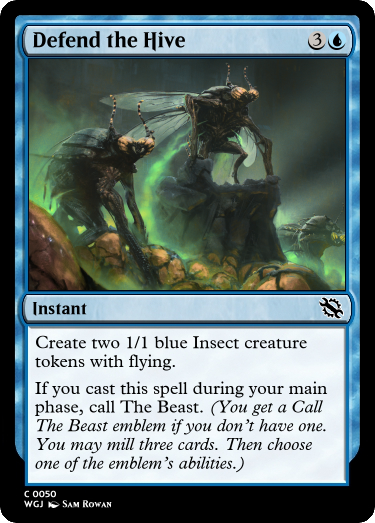 Defend the Hive 3
Instant
Create two 1/1 blue Insect creature
tokens with flying.
If you cast this spell during your main
phase, call The Beast. (You get a Call
The Beast emblem if you don't have one.
You may mill three cards. Then choose
one of the emblem's abilities.)
C 0050
WGJ Sam Rowan